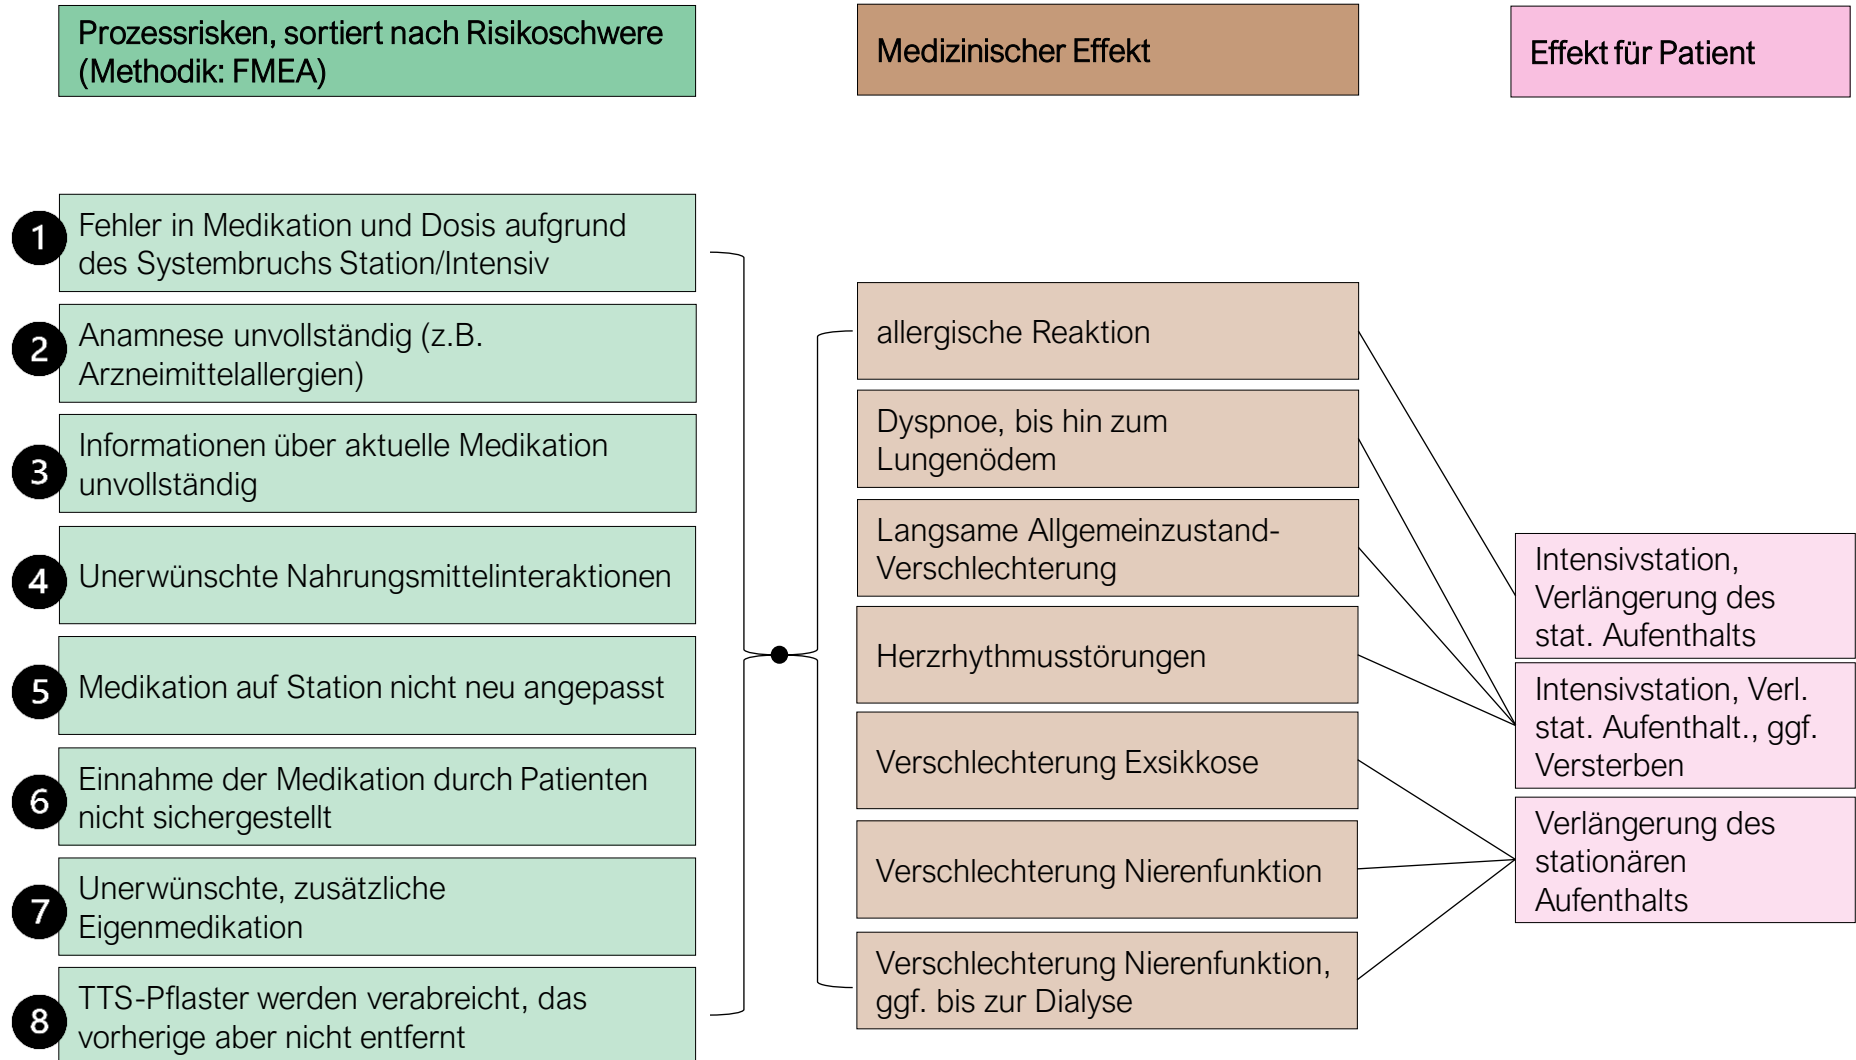 Prozessrisken, sortiert nach Risikoschwere
(Methodik: FMEA)
Medizinischer Effekt
Effekt für Patient
1
Fehler in Medikation und Dosis aufgrund
des Systembruchs Station/Intensiv
2
Anamnese unvollständig (z.B.
Arzneimittelallergien)
3
Informationen über aktuelle Medikation
unvollständig
4
Unerwünschte Nahrungsmittelinteraktionen
5
Medikation auf Station nicht neu angepasst
6
Einnahme der Medikation durch Patienten
nicht sichergestellt
7
Unerwünschte, zusätzliche
Eigenmedikation
8
TTS-Pflaster werden verabreicht, das
vorherige aber nicht entfernt
allergische Reaktion
Dyspnoe, bis hin zum
Lungenödem
Langsame Allgemeinzustand-
Verschlechterung
Herzrhythmusstörungen
Verschlechterung Exsikkose
Verschlechterung Nierenfunktion
Verschlechterung Nierenfunktion,
ggf. bis zur Dialyse
Intensivstation,
Verlängerung des
stat. Aufenthalts
Intensivstation, Verl.
stat. Aufenthalt., ggf.
Versterben
Verlängerung des
stationären
Aufenthalts